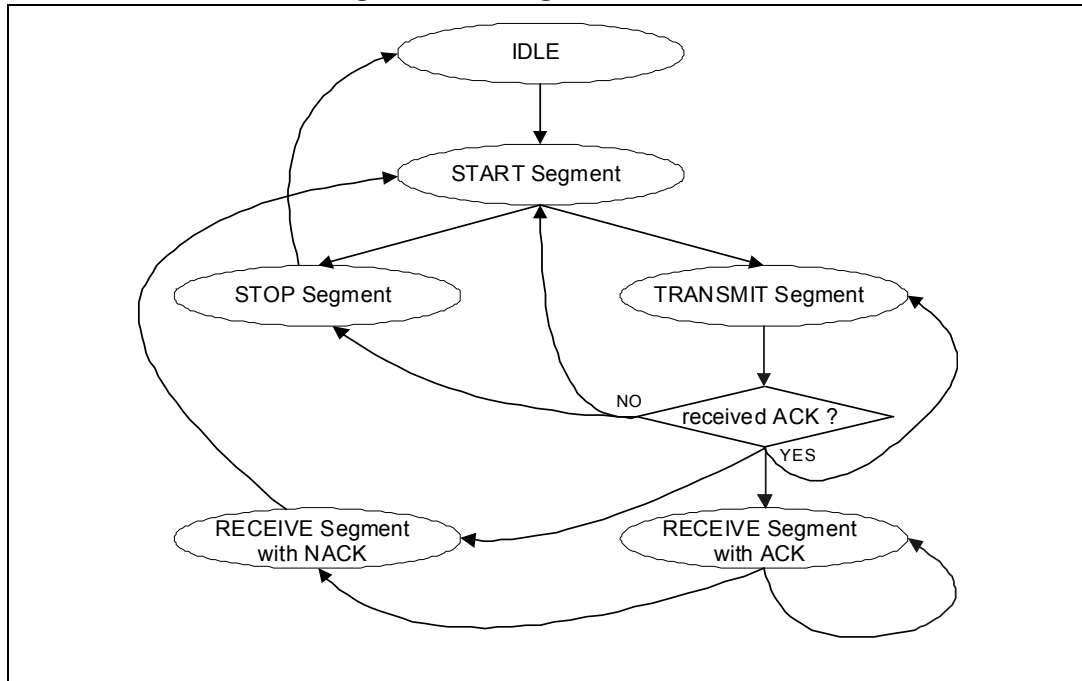 IDLE
START Segment
STOP Segment
TRANSMIT Segment
NO
received ACK ?
YES
RECEIVE Segment
with NACK
RECEIVE Segment
with ACK